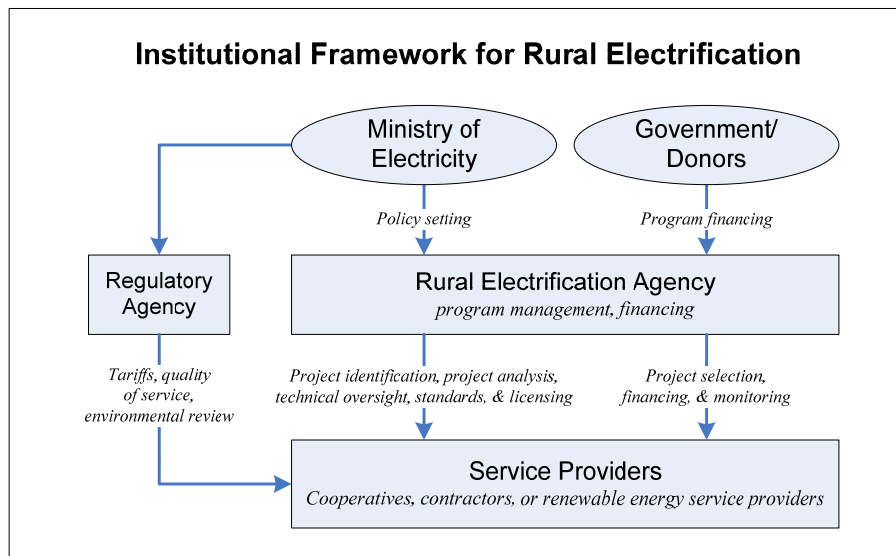 Institutional Framework for Rural Electrification
Ministry of
Electricity
Government/
Donors
Policy setting
Program financing
Regulatory
Agency
Rural Electrification Agency
program management, financing
Tariffs, quality
of service,
environmental review
Project identification, project analysis,
technical oversight, standards, & licensing
Project selection,
financing, & monitoring
Service Providers
Cooperatives, contractors, or renewable energy service providers